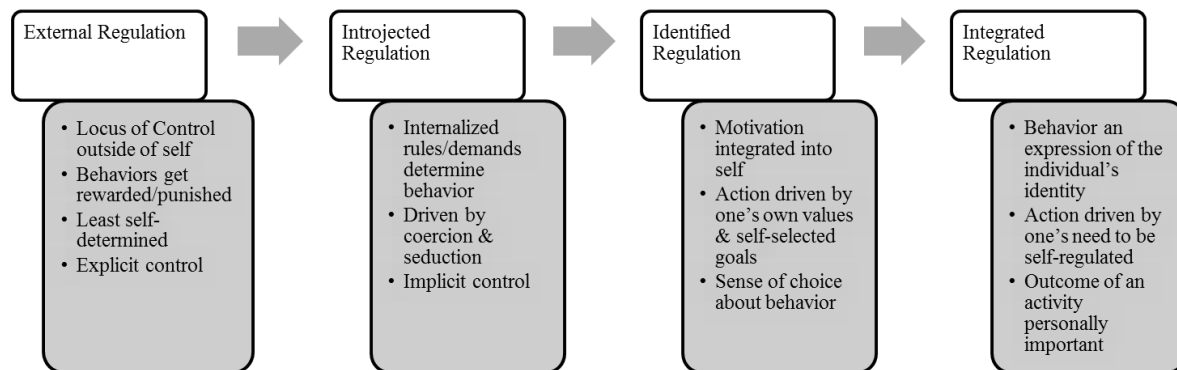 External Regulation
• Locus of Control
outside of self
• Behaviors get
rewarded/punished
• Least self-
determined
• Explicit control
Introjected
Regulation
• Internalized
rules/demands
determine
behavior
• Driven by
coercion &
seduction
• Implicit control
Identified
Regulation
• Motivation
integrated into
self
• Action driven by
one's own values
& self-selected
goals
• Sense of choice
about behavior
Integrated
Regulation
• Behavior an
expression of the
individual's
identity
• Action driven by
one's need to be
self-regulated
• Outcome of an
activity
personally
important